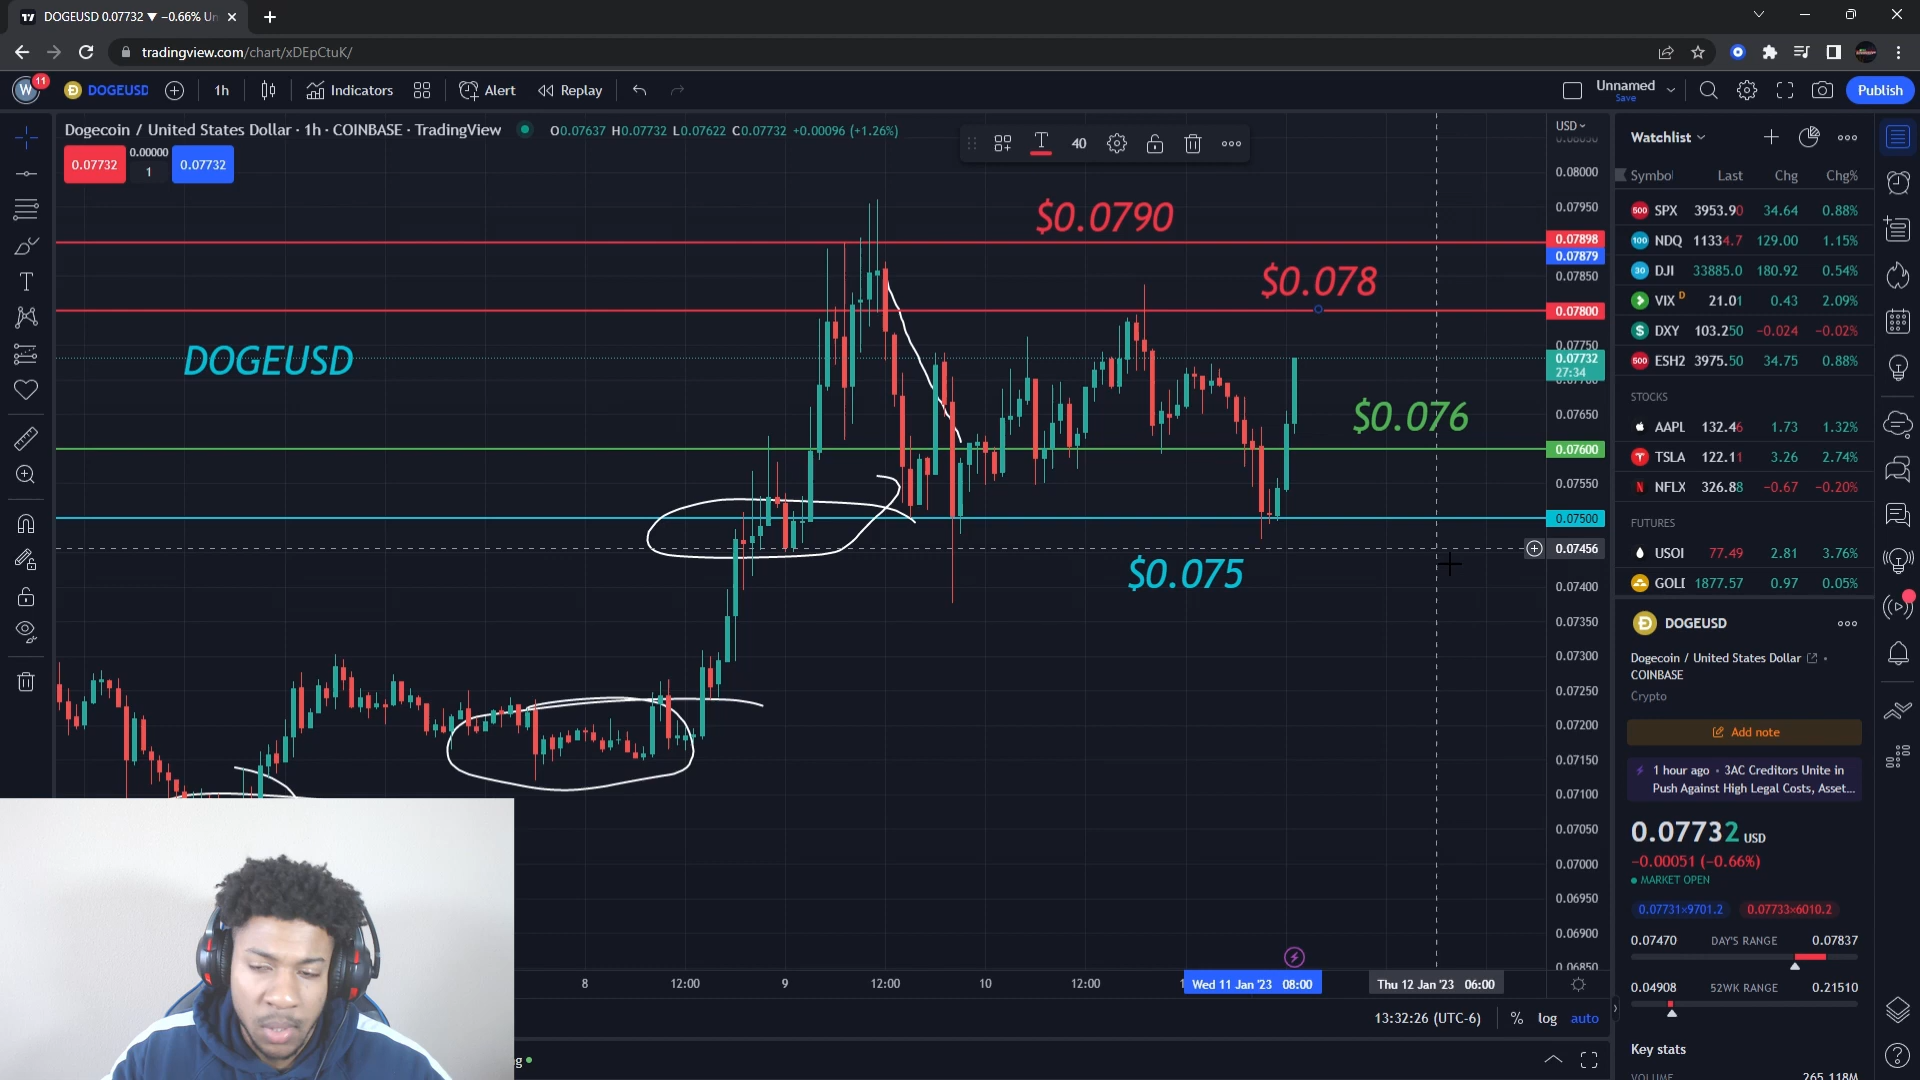 DOGEUSD 0.07732 ▼ −0.66% Un
tradingview.com/chart/xDEpCtuK/
W 11 DOGEUSD 1h Indicators Alert Replay Unnamed Save Publish
Dogecoin / United States Dollar · 1h · COINBASE · TradingView O0.07637 H0.07732 L0.07622 C0.07732 +0.00096 (+1.26%)
0.07732 0.00000 1 0.07732
T 40
USD
0.08000
0.07950
$0.0790
0.07898
0.07879
0.07850
$0.078
0.07800
0.07750
DOGEUSD
0.07732
27:34
0.07700
0.07650
$0.076
0.07600
0.07550
0.07500
0.07456
$0.075
0.07400
0.07350
0.07300
0.07250
0.07200
0.07150
0.07100
0.07050
0.07000
0.06950
0.06900
0.06850
8 12:00 9 12:00 10 12:00 1 Wed 11 Jan '23 08:00 Thu 12 Jan '23 06:00
13:32:26 (UTC-6) % log auto
g
Watchlist
Symbol Last Chg Chg%
500 SPX 3953.90 34.64 0.88%
100 NDQ 11334.7 129.00 1.15%
30 DJI 33885.0 180.92 0.54%
VIX D 21.01 0.43 2.09%
$ DXY 103.250 −0.024 −0.02%
500 ESH2 3975.50 34.75 0.88%
STOCKS
AAPL 132.46 1.73 1.32%
TSLA 122.11 3.26 2.74%
N NFLX 326.88 −0.67 −0.20%
FUTURES
USOI 77.49 2.81 3.76%
GOLD 1877.57 0.97 0.05%
DOGEUSD
Dogecoin / United States Dollar
COINBASE
Crypto
Add note
1 hour ago · 3AC Creditors Unite in
Push Against High Legal Costs, Asset...
0.07732 USD
−0.00051 (−0.66%)
MARKET OPEN
0.07731×9701.2 0.07733×6010.2
0.07470 DAY'S RANGE 0.07837
0.04908 52WK RANGE 0.21510
Key stats
VOLUME 265.118M